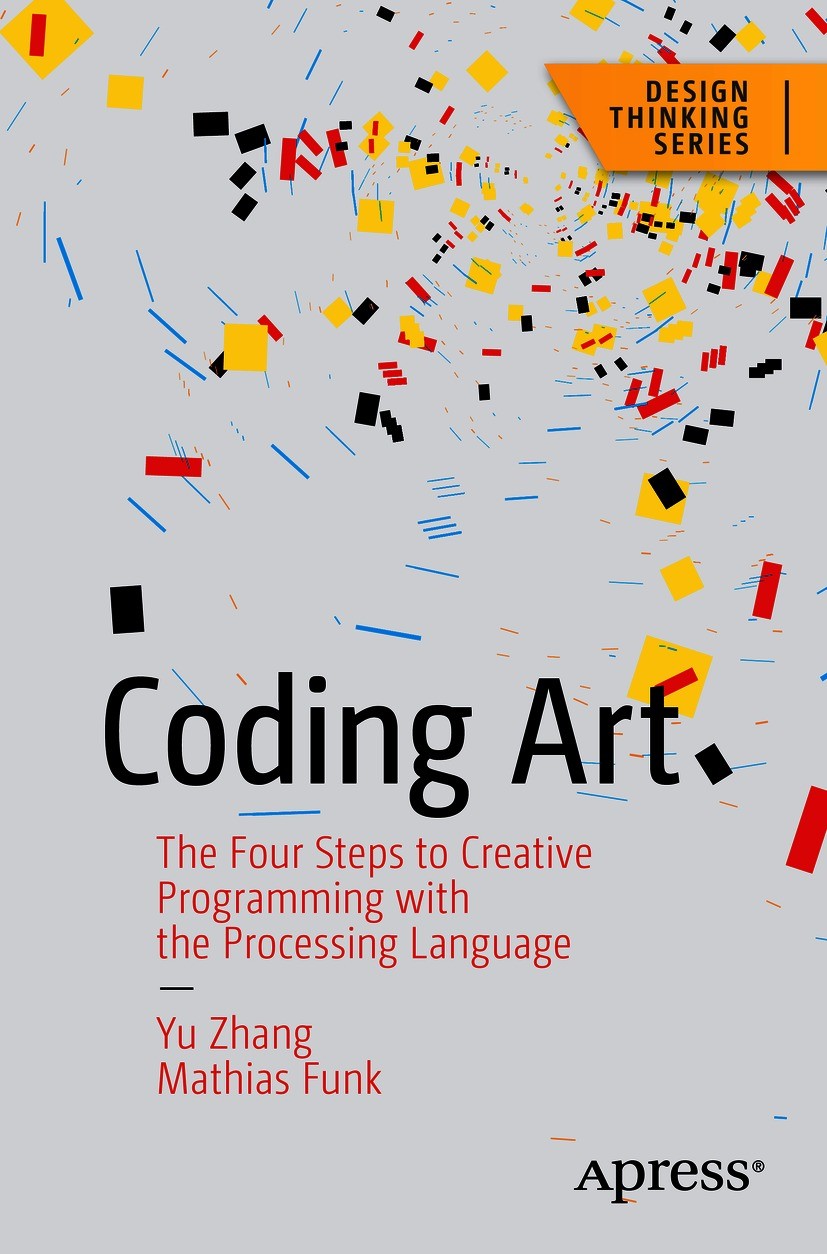 DESIGN
THINKING
SERIES
Coding Art
The Four Steps to Creative
Programming with
the Processing Language
Yu Zhang
Mathias Funk
Apress®